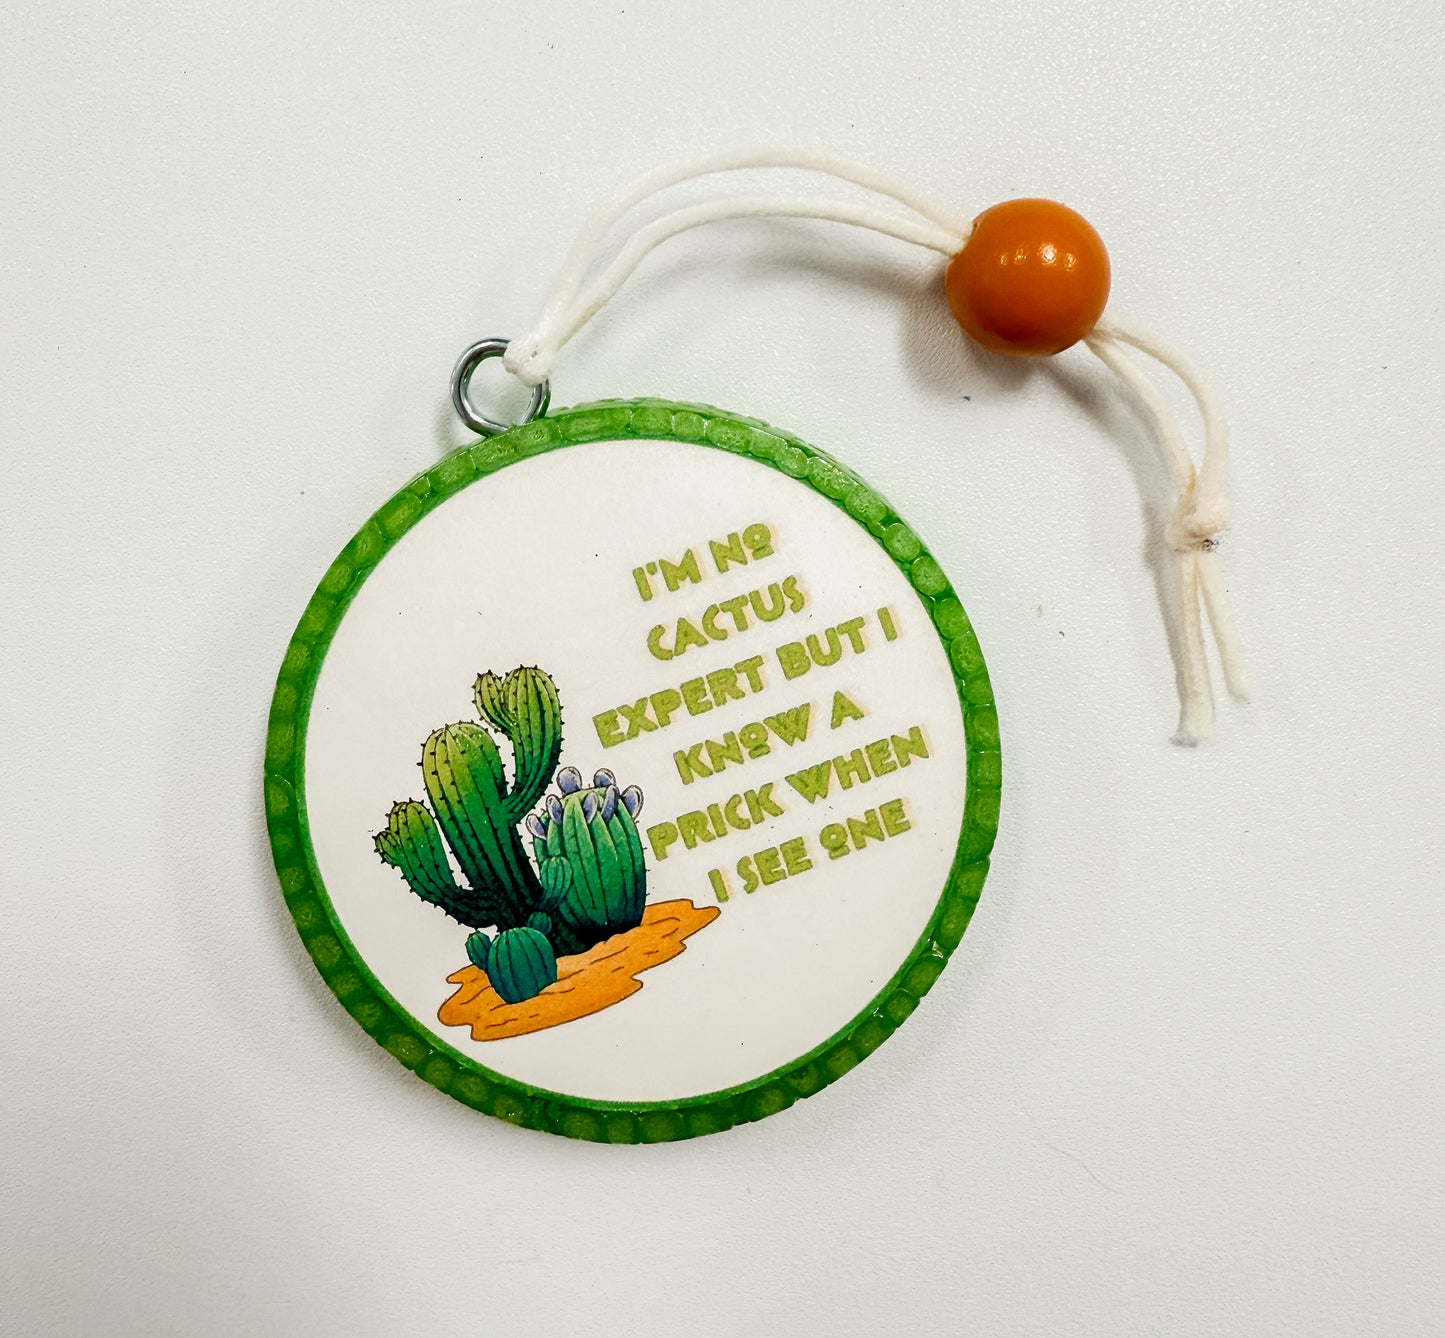 I'M NO
CACTUS
EXPERT BUT I
KNOW A
PRICK WHEN
I SEE ONE